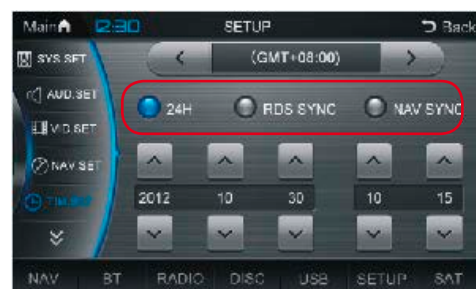 Main 12:30 SETUP Back
SYS.SET < (GMT+08:00) >
AUD.SET
24H RDS SYNC NAV SYNC
VID.SET
NAV SET
2012 10 30 10 15
NAV BT RADIO DISC USB SETUP SAT